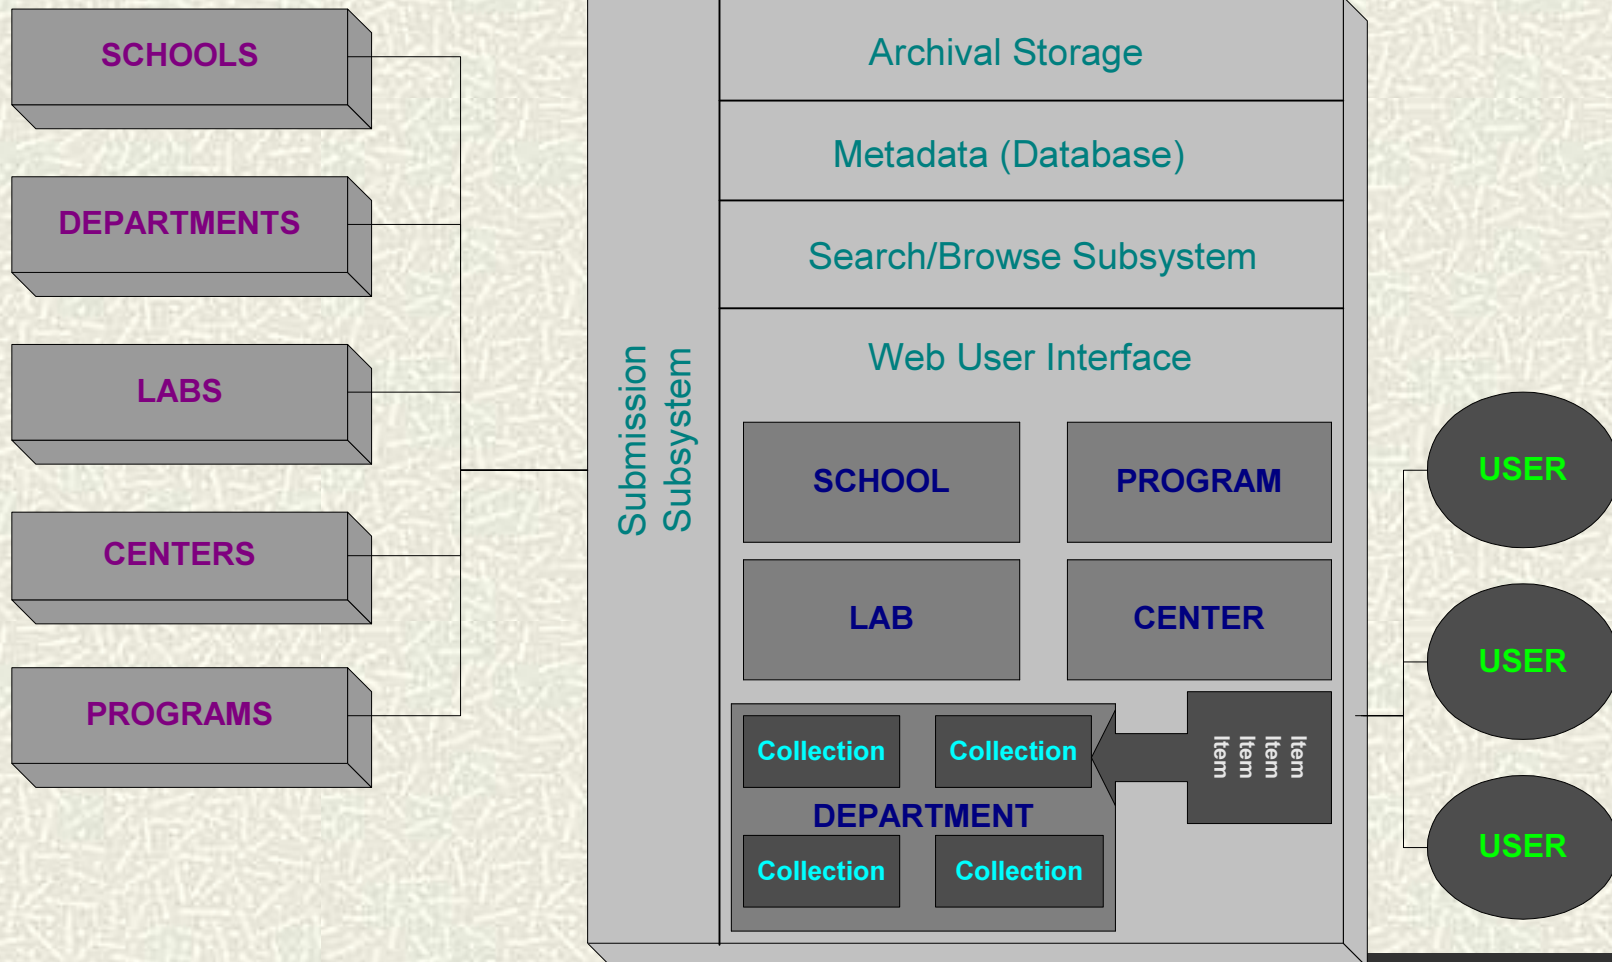 SCHOOLS
DEPARTMENTS
LABS
CENTERS
PROGRAMS
Submission
Subsystem
Archival Storage
Metadata (Database)
Search/Browse Subsystem
Web User Interface
SCHOOL
PROGRAM
LAB
CENTER
Collection
Collection
DEPARTMENT
Collection
Collection
Item
Item
Item
Item
USER
USER
USER